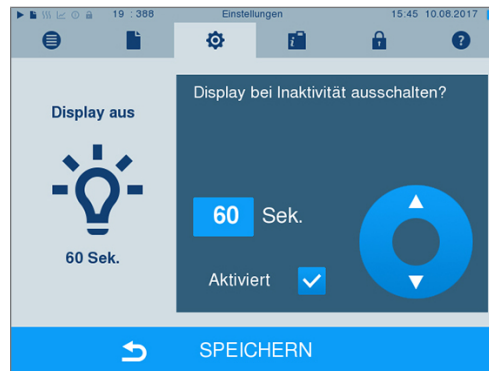 19 : 388 Einstellungen 15:45 10.08.2017
Display aus
60 Sek.
Display bei Inaktivität ausschalten?
60 Sek.
Aktiviert
SPEICHERN